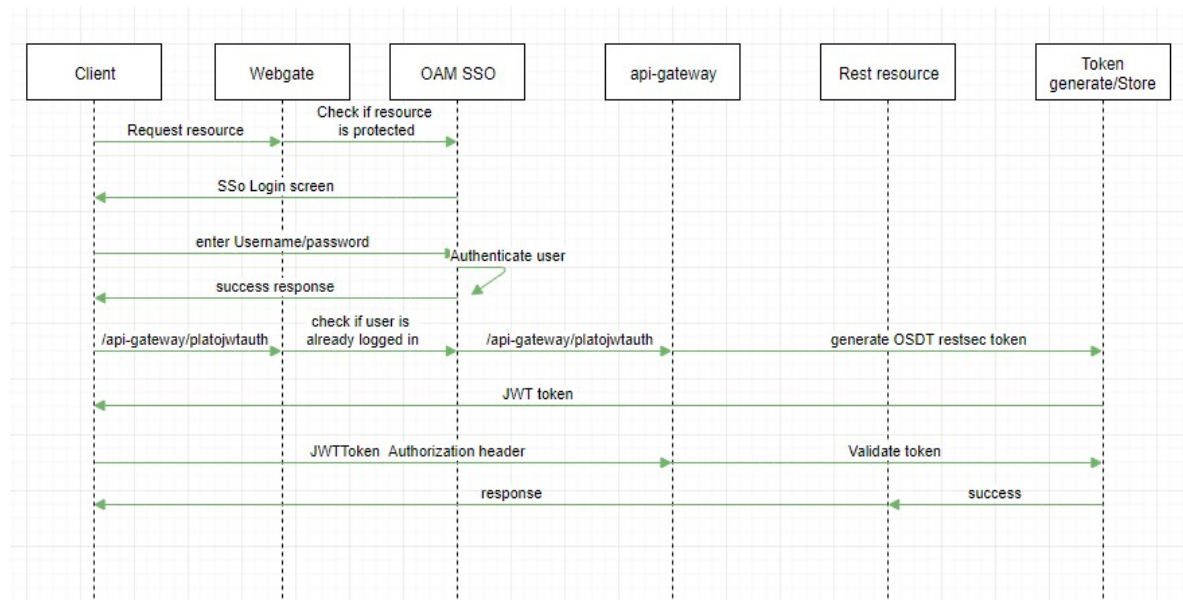 Client
Webgate
OAM SSO
api-gateway
Rest resource
Token
generate/Store
Request resource
Check if resource
is protected
SSo Login screen
enter Username/password
Authenticate user
success response
/api-gateway/platojwtauth
check if user is
already logged in
/api-gateway/platojwtauth
generate OSDT restsec token
JWT token
JWTToken Authorization header
Validate token
response
success